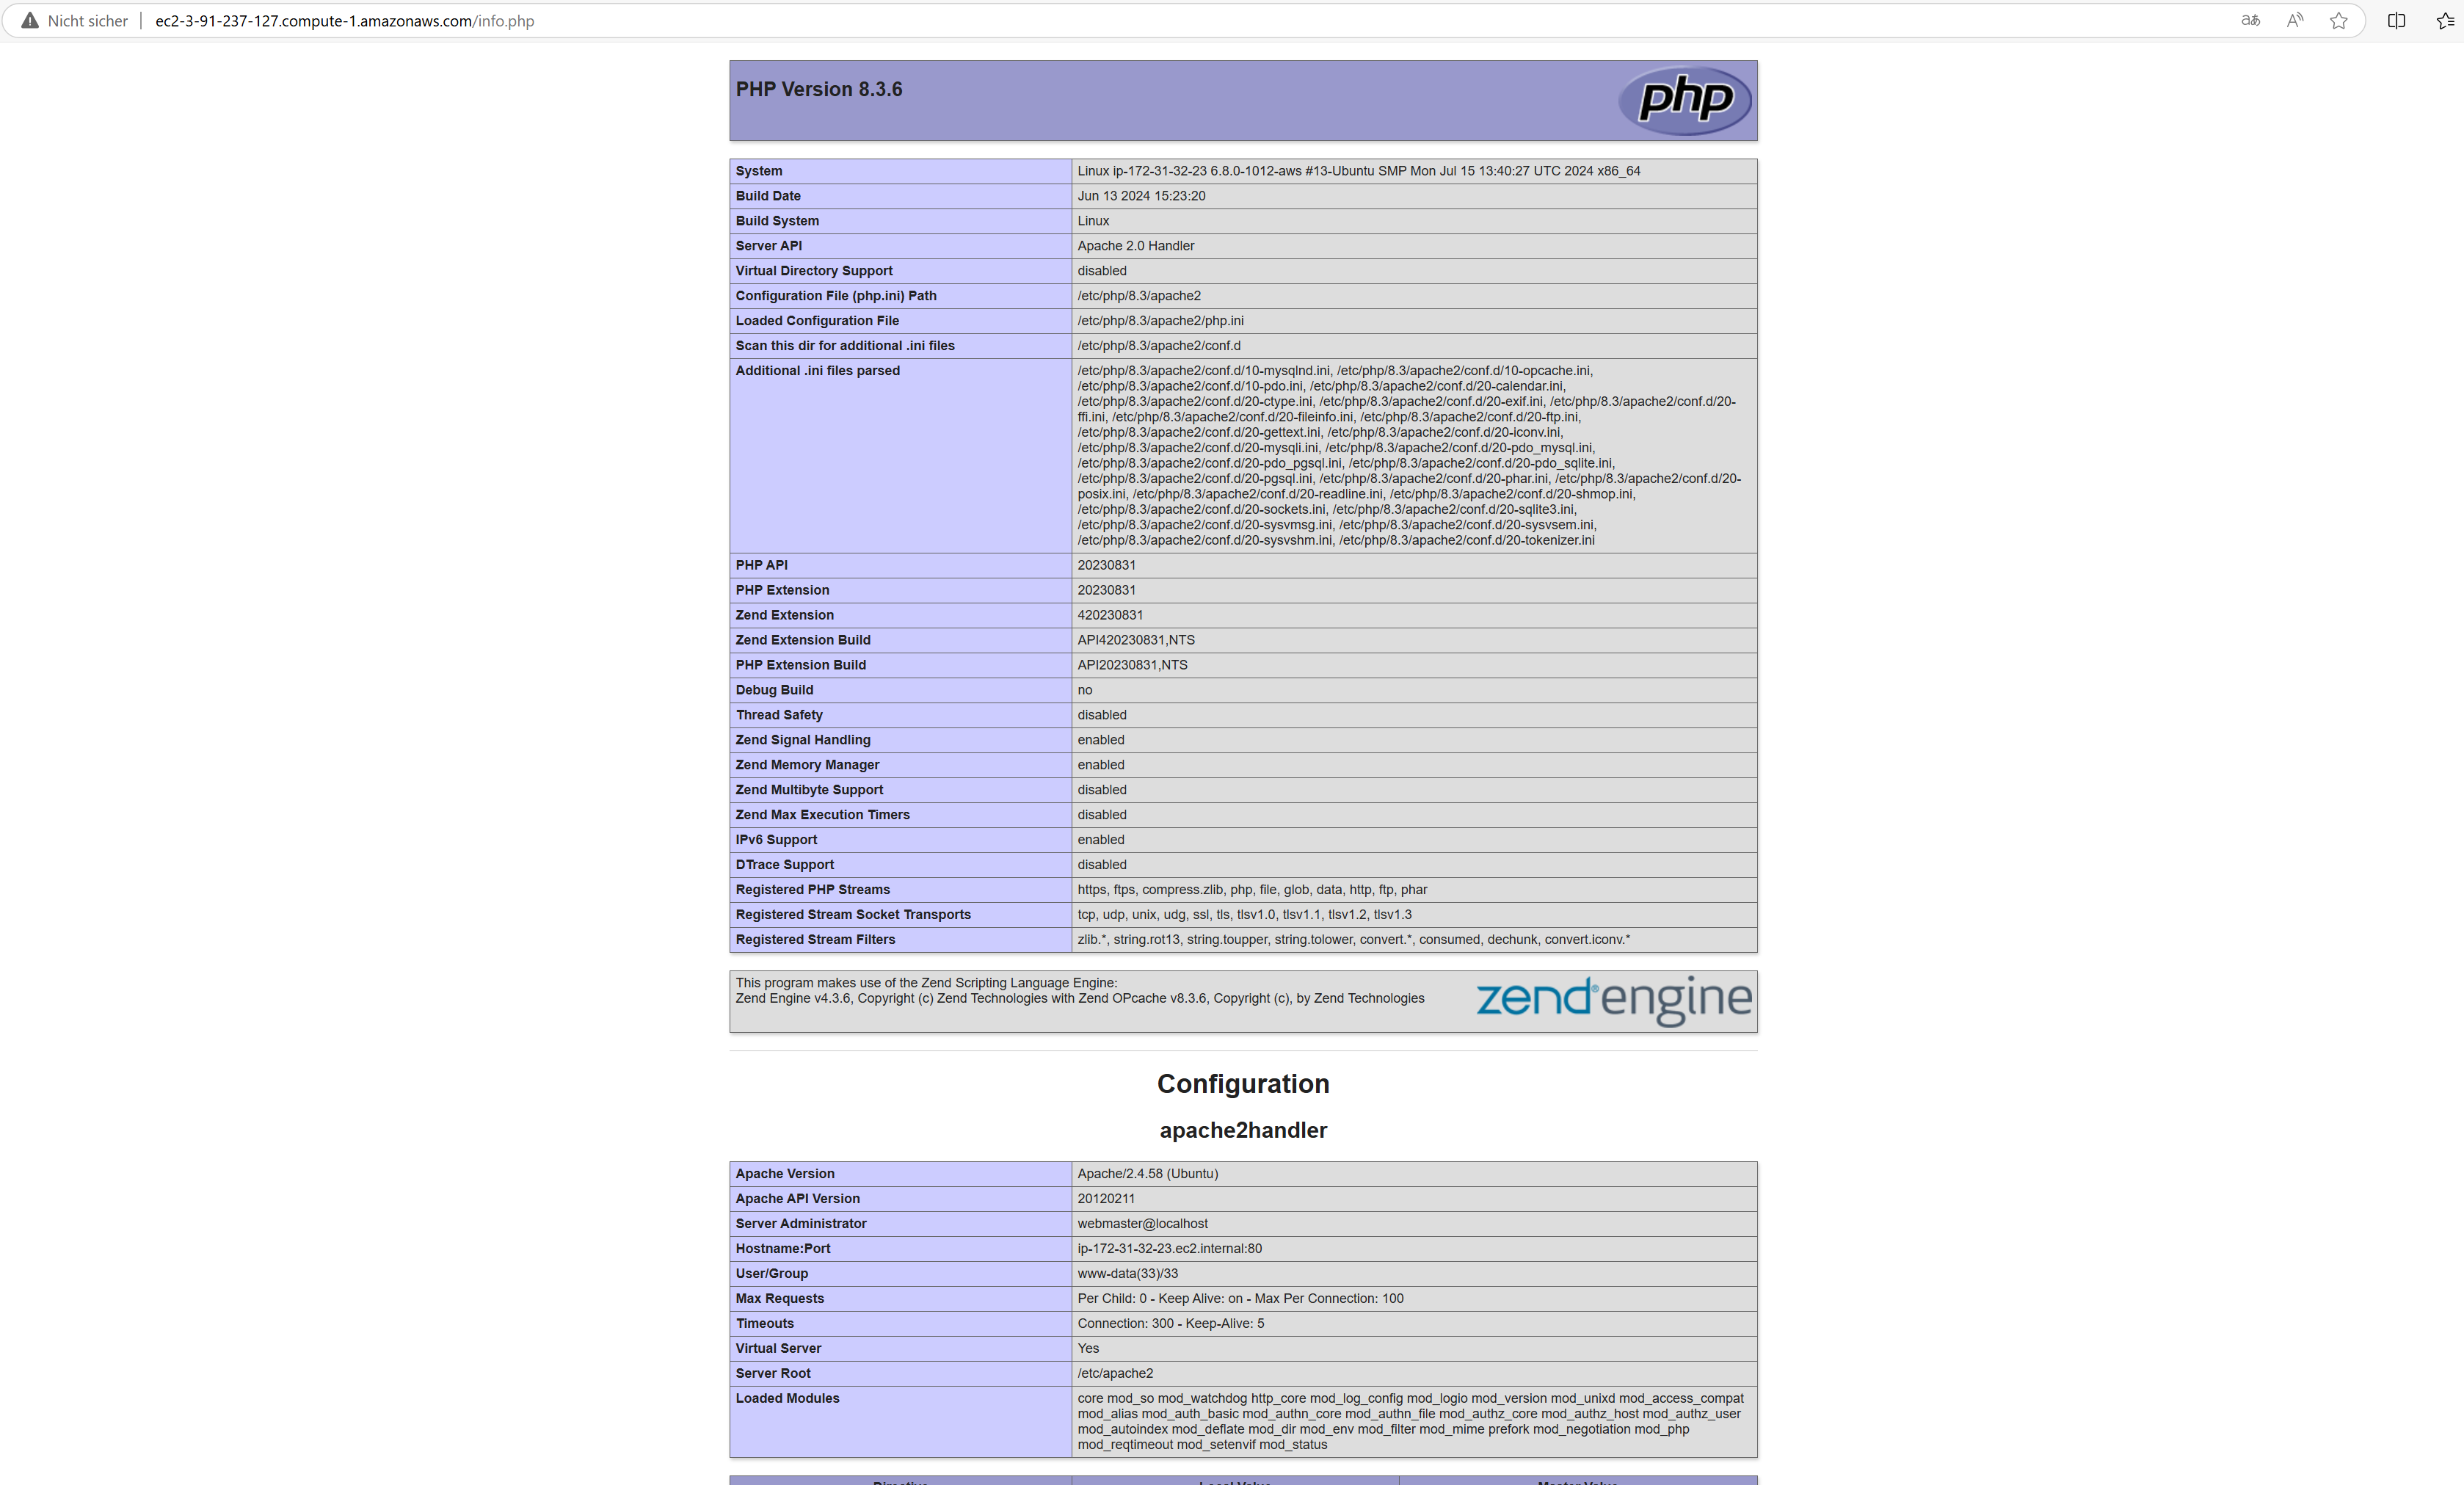 Nicht sicher ec2-3-91-237-127.compute-1.amazonaws.com/info.php
PHP Version 8.3.6
php
System Linux ip-172-31-32-23 6.8.0-1012-aws #13-Ubuntu SMP Mon Jul 15 13:40:27 UTC 2024 x86_64
Build Date Jun 13 2024 15:23:20
Build System Linux
Server API Apache 2.0 Handler
Virtual Directory Support disabled
Configuration File (php.ini) Path /etc/php/8.3/apache2
Loaded Configuration File /etc/php/8.3/apache2/php.ini
Scan this dir for additional .ini files /etc/php/8.3/apache2/conf.d
Additional .ini files parsed /etc/php/8.3/apache2/conf.d/10-mysqlnd.ini, /etc/php/8.3/apache2/conf.d/10-opcache.ini,
/etc/php/8.3/apache2/conf.d/10-pdo.ini, /etc/php/8.3/apache2/conf.d/20-calendar.ini,
/etc/php/8.3/apache2/conf.d/20-ctype.ini, /etc/php/8.3/apache2/conf.d/20-exif.ini, /etc/php/8.3/apache2/conf.d/20-
ffi.ini, /etc/php/8.3/apache2/conf.d/20-fileinfo.ini, /etc/php/8.3/apache2/conf.d/20-ftp.ini,
/etc/php/8.3/apache2/conf.d/20-gettext.ini, /etc/php/8.3/apache2/conf.d/20-iconv.ini,
/etc/php/8.3/apache2/conf.d/20-mysqli.ini, /etc/php/8.3/apache2/conf.d/20-pdo_mysql.ini,
/etc/php/8.3/apache2/conf.d/20-pdo_pgsql.ini, /etc/php/8.3/apache2/conf.d/20-pdo_sqlite.ini,
/etc/php/8.3/apache2/conf.d/20-pgsql.ini, /etc/php/8.3/apache2/conf.d/20-phar.ini, /etc/php/8.3/apache2/conf.d/20-
posix.ini, /etc/php/8.3/apache2/conf.d/20-readline.ini, /etc/php/8.3/apache2/conf.d/20-shmop.ini,
/etc/php/8.3/apache2/conf.d/20-sockets.ini, /etc/php/8.3/apache2/conf.d/20-sqlite3.ini,
/etc/php/8.3/apache2/conf.d/20-sysvmsg.ini, /etc/php/8.3/apache2/conf.d/20-sysvsem.ini,
/etc/php/8.3/apache2/conf.d/20-sysvshm.ini, /etc/php/8.3/apache2/conf.d/20-tokenizer.ini
PHP API 20230831
PHP Extension 20230831
Zend Extension 420230831
Zend Extension Build API420230831,NTS
PHP Extension Build API20230831,NTS
Debug Build no
Thread Safety disabled
Zend Signal Handling enabled
Zend Memory Manager enabled
Zend Multibyte Support disabled
Zend Max Execution Timers disabled
IPv6 Support enabled
DTrace Support disabled
Registered PHP Streams https, ftps, compress.zlib, php, file, glob, data, http, ftp, phar
Registered Stream Socket Transports tcp, udp, unix, udg, ssl, tls, tlsv1.0, tlsv1.1, tlsv1.2, tlsv1.3
Registered Stream Filters zlib.*, string.rot13, string.toupper, string.tolower, convert.*, consumed, dechunk, convert.iconv.*
This program makes use of the Zend Scripting Language Engine:
Zend Engine v4.3.6, Copyright (c) Zend Technologies with Zend OPcache v8.3.6, Copyright (c), by Zend Technologies
zend®engine
Configuration
apache2handler
Apache Version Apache/2.4.58 (Ubuntu)
Apache API Version 20120211
Server Administrator webmaster@localhost
Hostname:Port ip-172-31-32-23.ec2.internal:80
User/Group www-data(33)/33
Max Requests Per Child: 0 - Keep Alive: on - Max Per Connection: 100
Timeouts Connection: 300 - Keep-Alive: 5
Virtual Server Yes
Server Root /etc/apache2
Loaded Modules core mod_so mod_watchdog http_core mod_log_config mod_logio mod_version mod_unixd mod_access_compat
mod_alias mod_auth_basic mod_authn_core mod_authn_file mod_authz_core mod_authz_host mod_authz_user
mod_autoindex mod_deflate mod_dir mod_env mod_filter mod_mime prefork mod_negotiation mod_php
mod_reqtimeout mod_setenvif mod_status